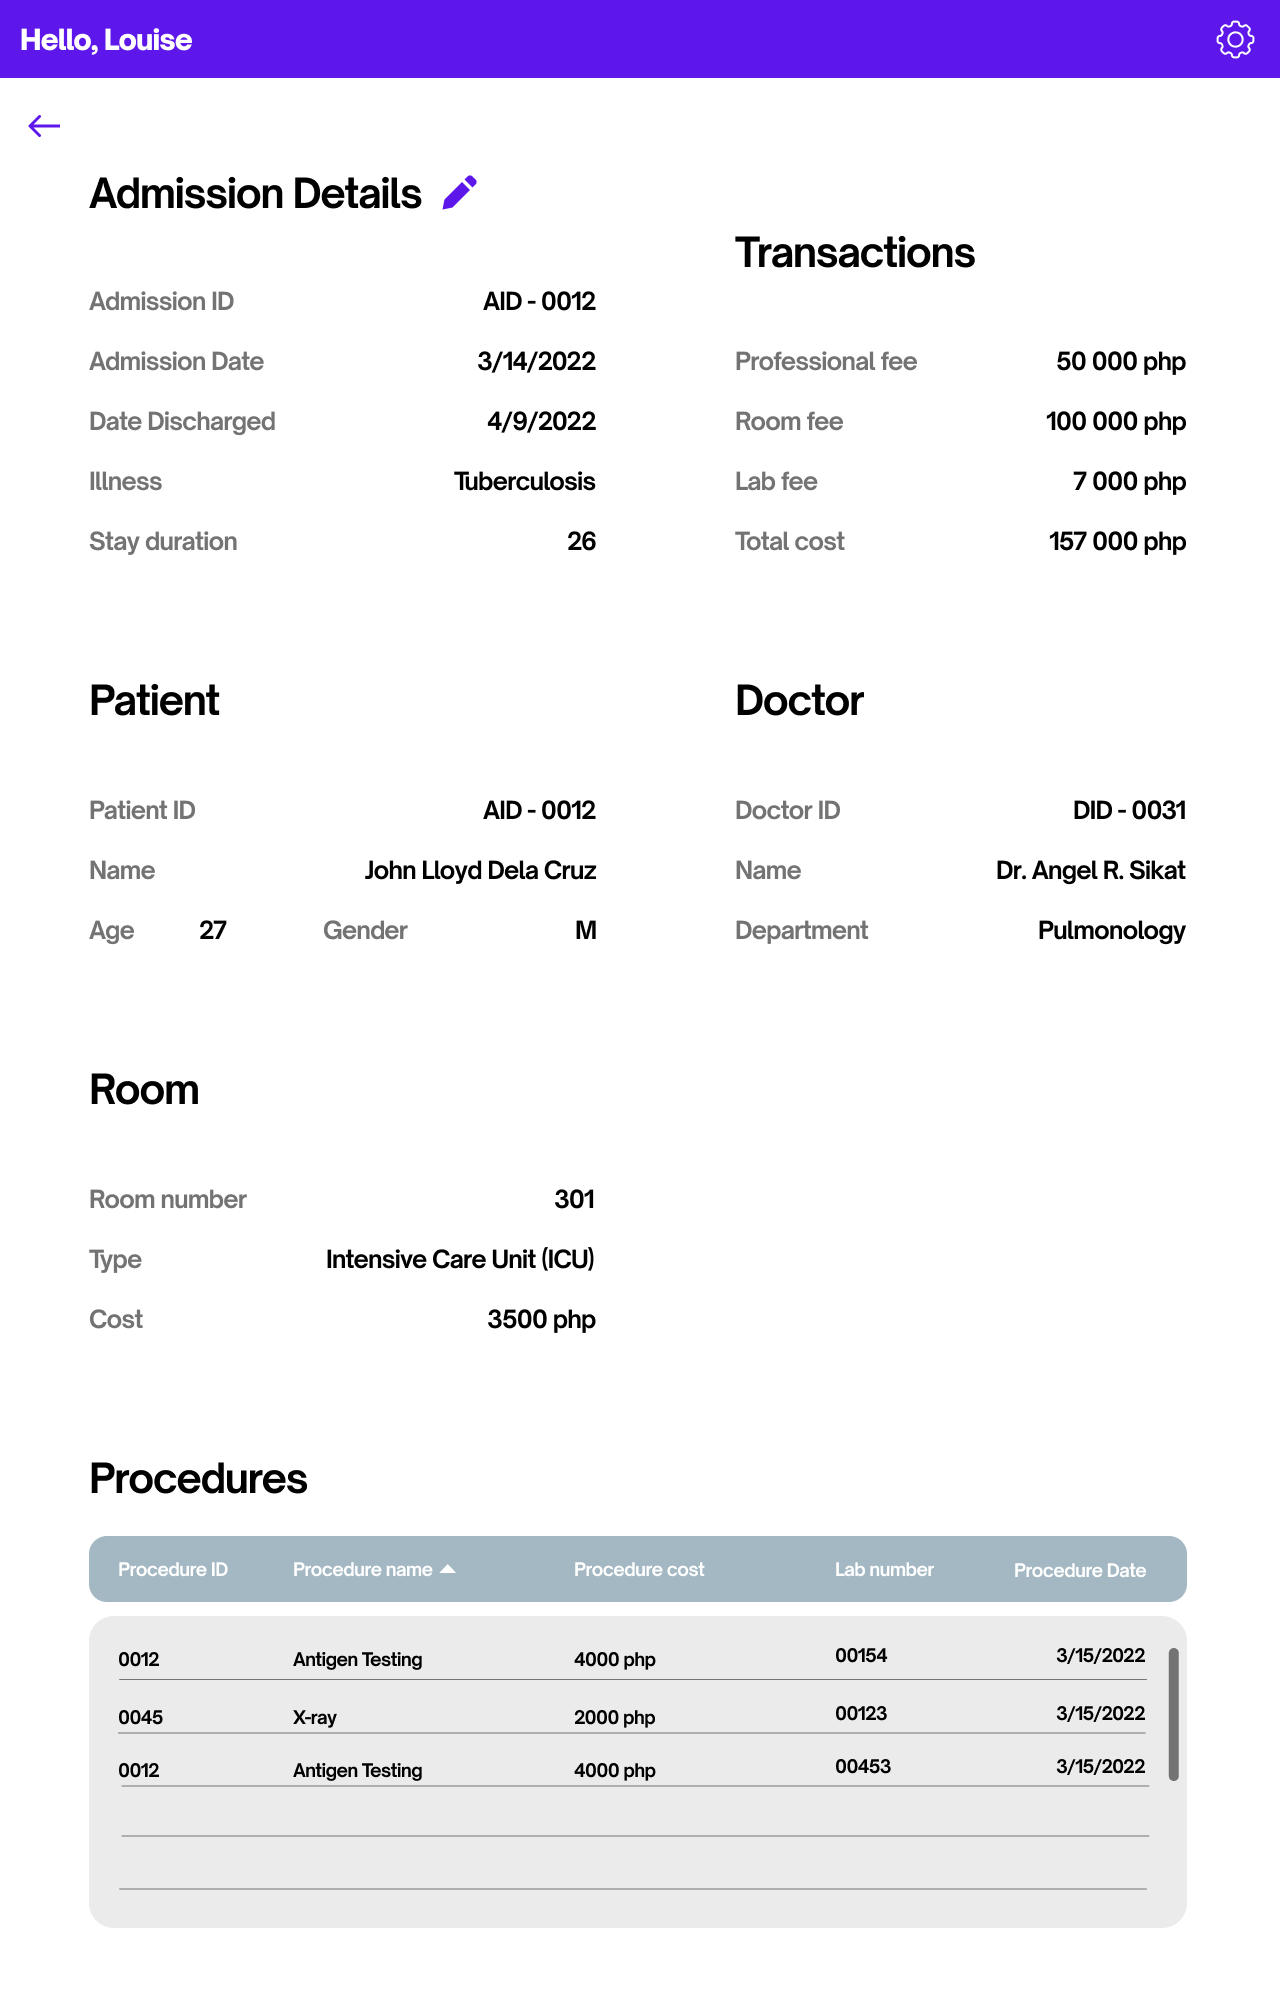 Hello, Louise
Admission Details
Admission ID AID - 0012
Admission Date 3/14/2022
Date Discharged 4/9/2022
Illness Tuberculosis
Stay duration 26
Transactions
Professional fee 50 000 php
Room fee 100 000 php
Lab fee 7 000 php
Total cost 157 000 php
Patient
Patient ID AID - 0012
Name John Lloyd Dela Cruz
Age 27 Gender M
Doctor
Doctor ID DID - 0031
Name Dr. Angel R. Sikat
Department Pulmonology
Room
Room number 301
Type Intensive Care Unit (ICU)
Cost 3500 php
Procedures
Procedure ID Procedure name Procedure cost Lab number Procedure Date
0012 Antigen Testing 4000 php 00154 3/15/2022
0045 X-ray 2000 php 00123 3/15/2022
0012 Antigen Testing 4000 php 00453 3/15/2022